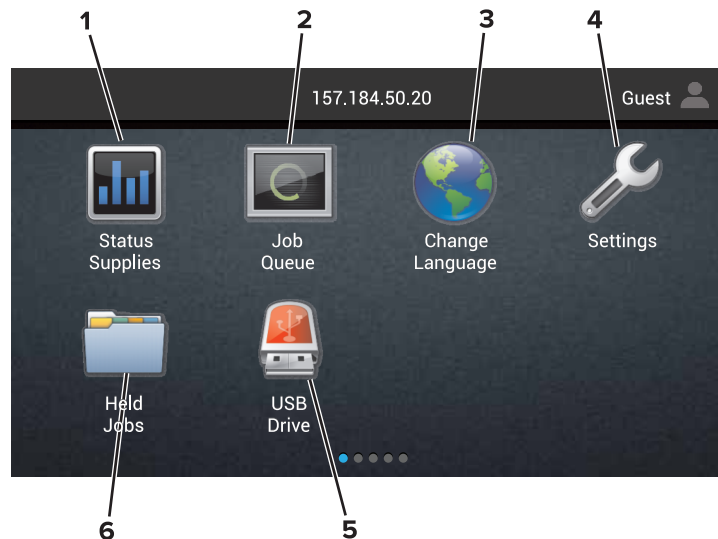 1 2 3 4
157.184.50.20 Guest
Status Job Change Settings
Supplies Queue Language
Held USB
Jobs Drive
6 5